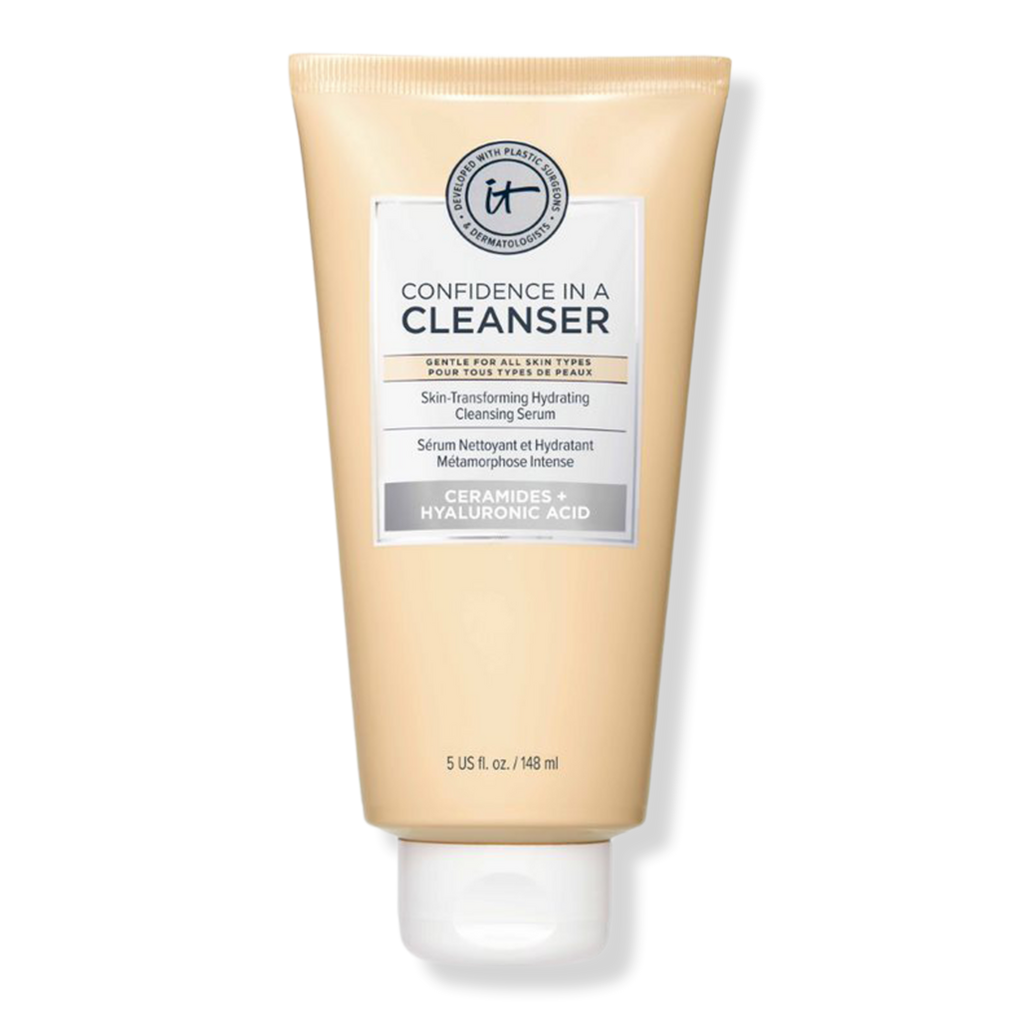 DEVELOPED WITH PLASTIC SURGEONS
• & DERMATOLOGISTS •
it
CONFIDENCE IN A
CLEANSER
GENTLE FOR ALL SKIN TYPES
POUR TOUS TYPES DE PEAUX
Skin-Transforming Hydrating
Cleansing Serum
Sérum Nettoyant et Hydratant
Métamorphose Intense
CERAMIDES +
HYALURONIC ACID
5 US fl. oz. / 148 ml